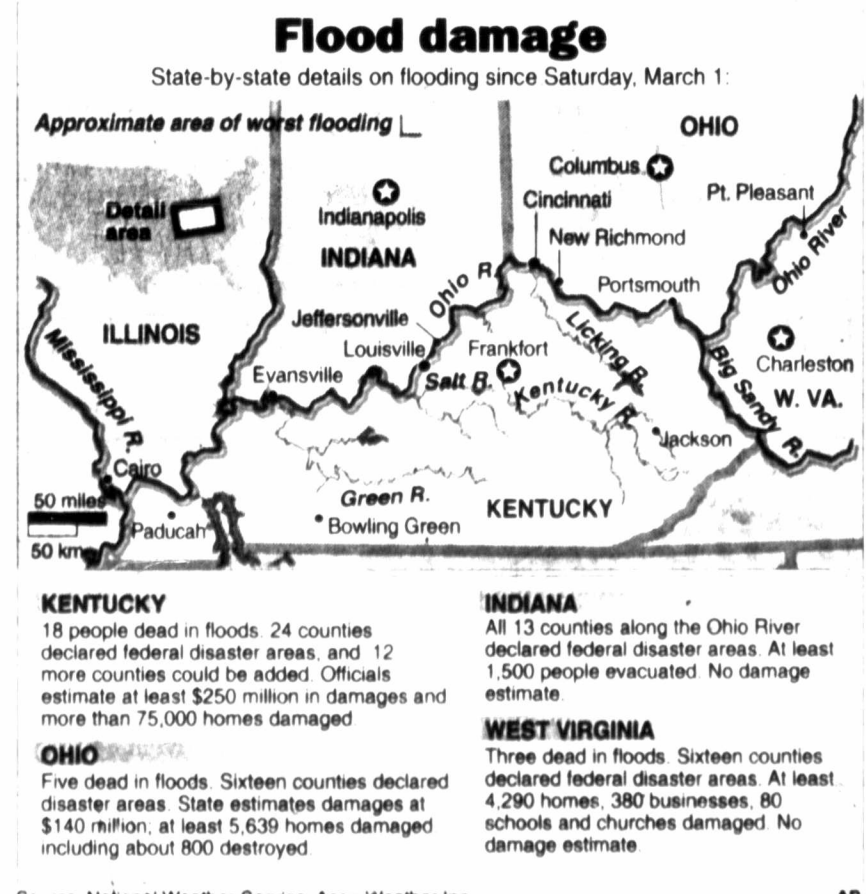 Flood damage
State-by-state details on flooding since Saturday, March 1:
Approximate area of worst flooding
OHIO
Columbus
Pt. Pleasant
Detail
area
Indianapolis
Cincinnati
INDIANA
New Richmond
Ohio R.
Ohio River
Portsmouth
Jeffersonville
ILLINOIS
Licking R.
Mississippi R.
Louisville
Frankfort
Big Sandy R.
Charleston
Evansville
Salt R.
Kentucky R.
W. VA.
Jackson
Cairo
50 miles
Green R.
KENTUCKY
Paducah
Bowling Green
50 km
KENTUCKY
18 people dead in floods. 24 counties
declared federal disaster areas, and 12
more counties could be added. Officials
estimate at least $250 million in damages and
more than 75,000 homes damaged
OHIO
Five dead in floods. Sixteen counties declared
disaster areas. State estimates damages at
$140 million; at least 5,639 homes damaged
including about 800 destroyed.
INDIANA
All 13 counties along the Ohio River
declared federal disaster areas. At least
1,500 people evacuated. No damage
estimate.
WEST VIRGINIA
Three dead in floods. Sixteen counties
declared federal disaster areas. At least
4,290 homes, 380 businesses, 80
schools and churches damaged. No
damage estimate.